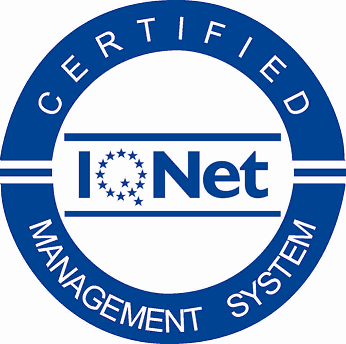 CERTIFIED
IQNet
MANAGEMENT SYSTEM